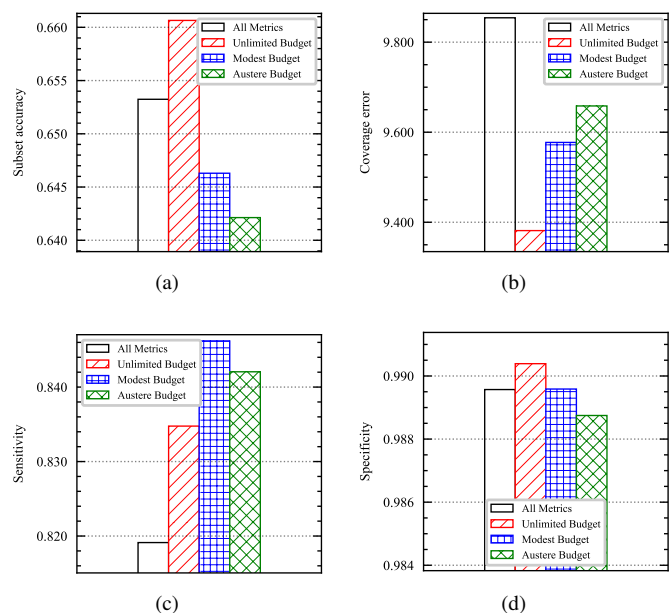 0.660
0.655
0.650
0.645
0.640
Subset accuracy
All Metrics
Unlimited Budget
Modest Budget
Austere Budget
(a)
9.800
9.600
9.400
Coverage error
All Metrics
Unlimited Budget
Modest Budget
Austere Budget
(b)
0.840
0.830
0.820
Sensitivity
All Metrics
Unlimited Budget
Modest Budget
Austere Budget
(c)
0.990
0.988
0.986
0.984
Specificity
All Metrics
Unlimited Budget
Modest Budget
Austere Budget
(d)